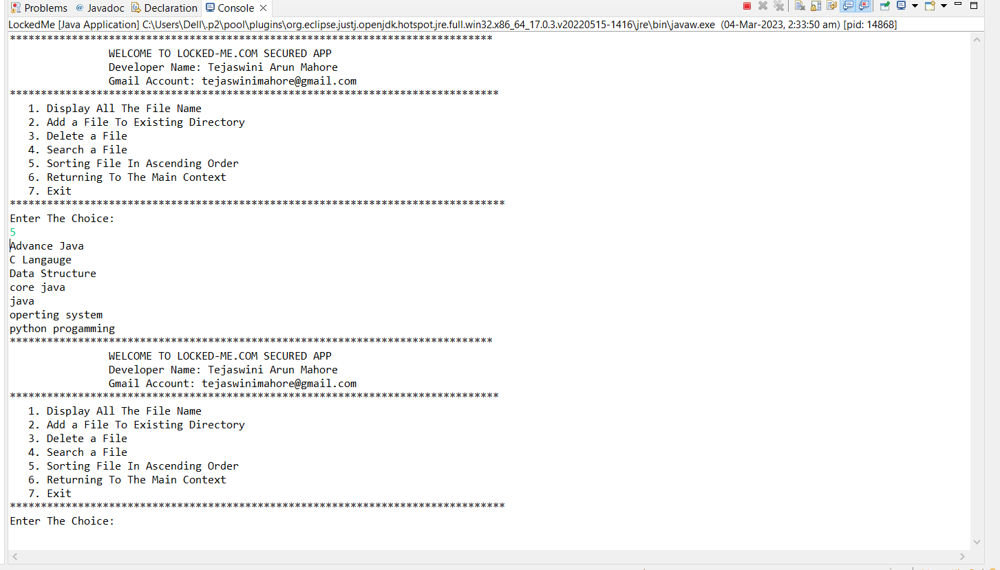 Problems @ Javadoc Declaration Console
LockedMe [Java Application] C:\Users\Dell\.p2\pool\plugins\org.eclipse.justj.openjdk.hotspot.jre.full.win32.x86_64_17.0.3.v20220515-1416\jre\bin\javaw.exe (04-Mar-2023, 2:33:50 am) [pid: 14868]
******************************************************************************
WELCOME TO LOCKED-ME.COM SECURED APP
Developer Name: Tejaswini Arun Mahore
Gmail Account: tejaswinimahore@gmail.com
*******************************************************************************
1. Display All The File Name
2. Add a File To Existing Directory
3. Delete a File
4. Search a File
5. Sorting File In Ascending Order
6. Returning To The Main Context
7. Exit
********************************************************************************
Enter The Choice:
5
Advance Java
C Langauge
Data Structure
core java
java
operting system
python progamming
******************************************************************************
WELCOME TO LOCKED-ME.COM SECURED APP
Developer Name: Tejaswini Arun Mahore
Gmail Account: tejaswinimahore@gmail.com
*******************************************************************************
1. Display All The File Name
2. Add a File To Existing Directory
3. Delete a File
4. Search a File
5. Sorting File In Ascending Order
6. Returning To The Main Context
7. Exit
********************************************************************************
Enter The Choice: